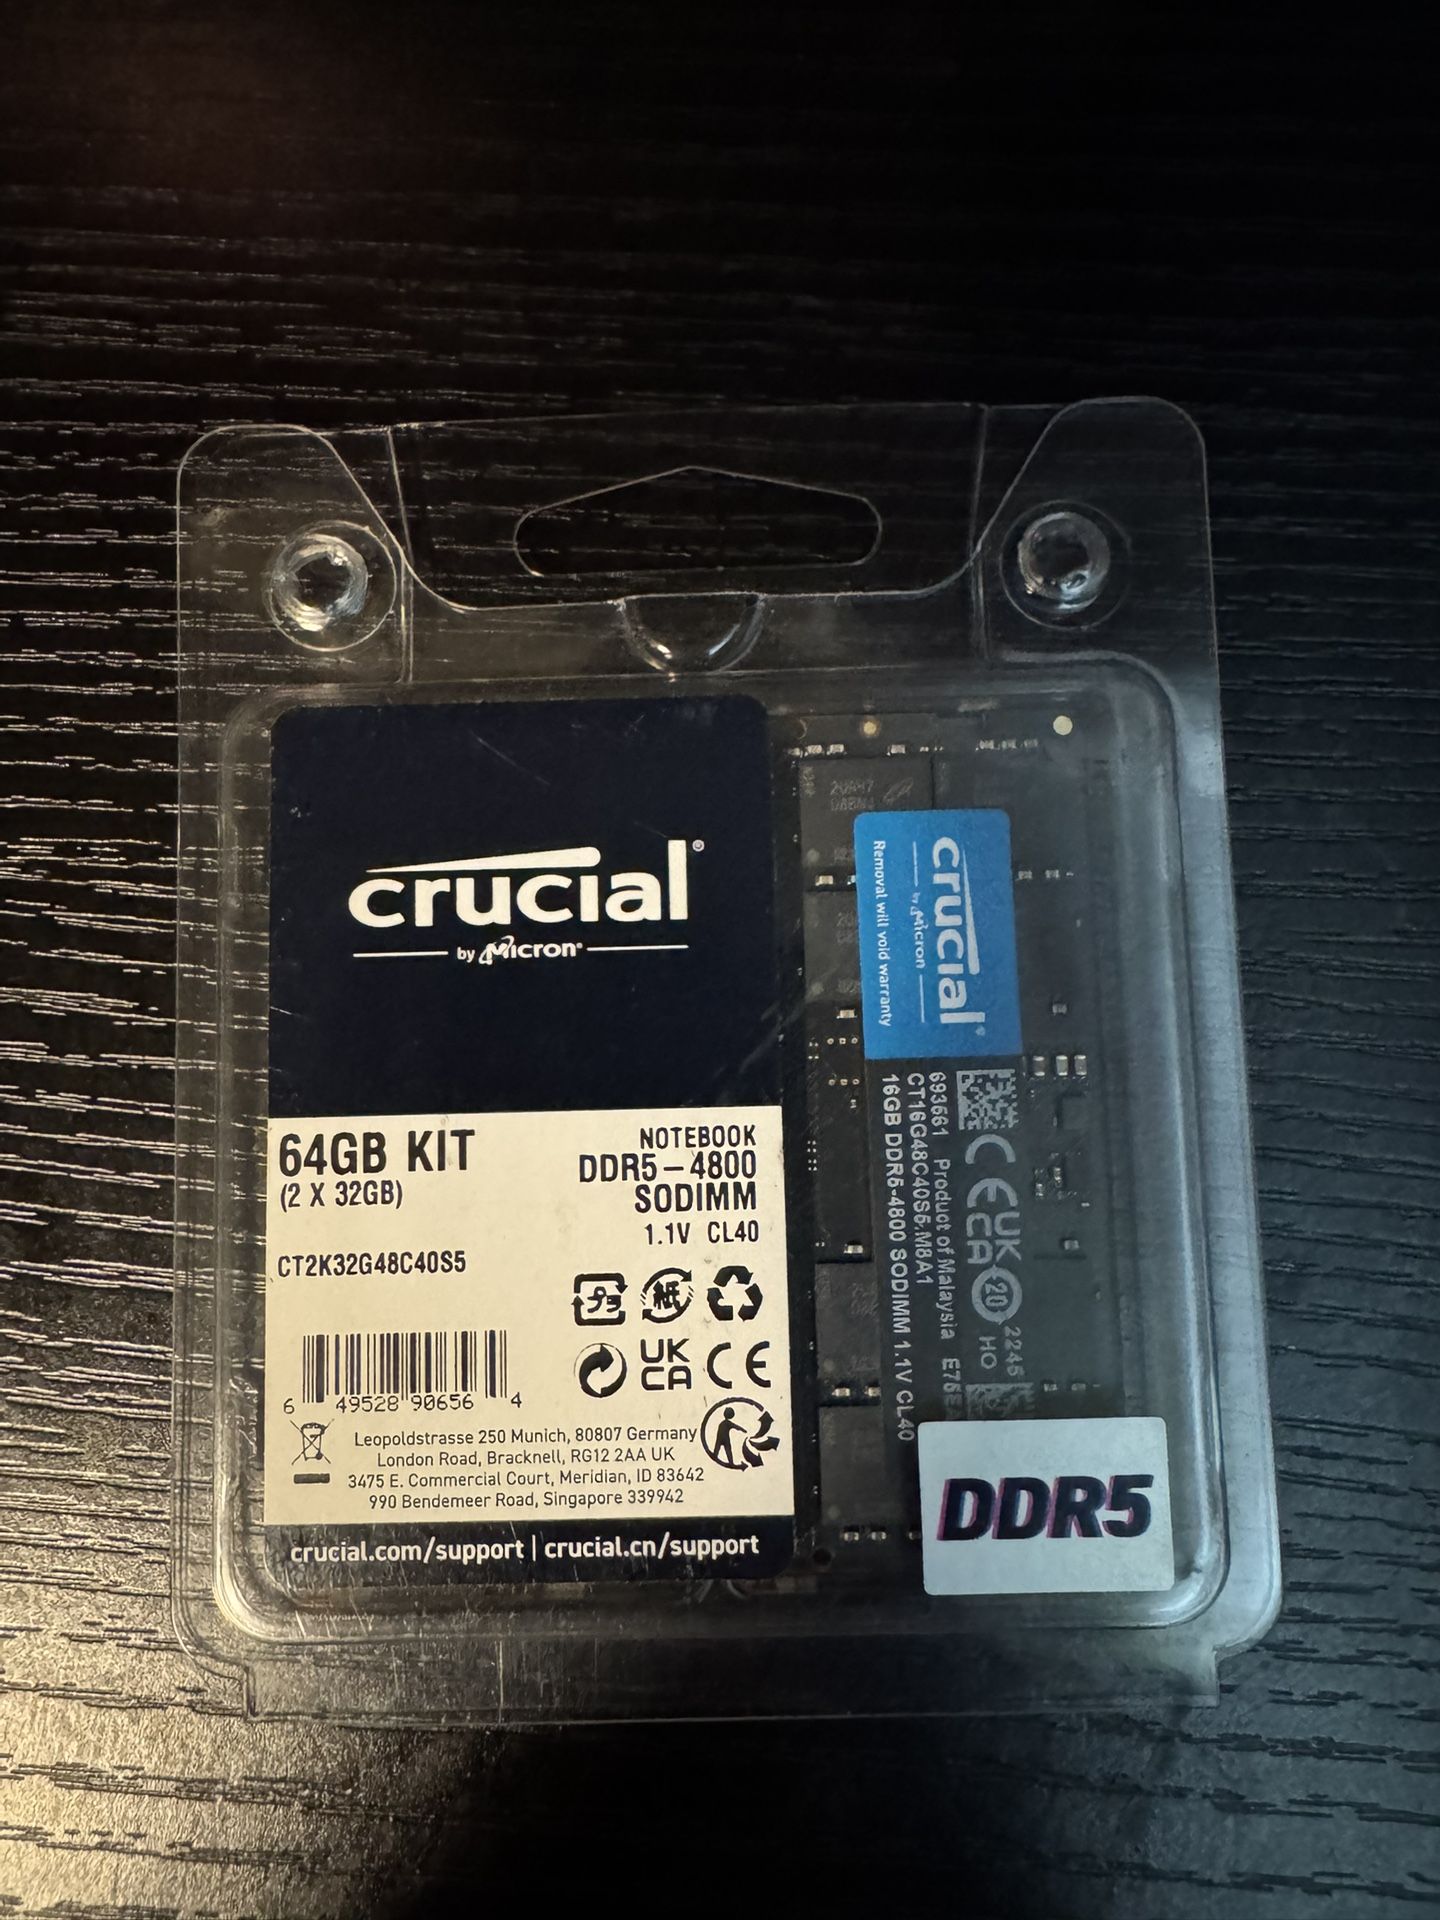 crucial®
by Micron®
64GB KIT
(2 X 32GB)
NOTEBOOK
DDR5-4800
SODIMM
1.1V CL40
CT2K32G48C40S5
UK
CA
CE
6 49528 90656 4
Leopoldstrasse 250 Munich, 80807 Germany
London Road, Bracknell, RG12 2AA UK
3475 E. Commercial Court, Meridian, ID 83642
990 Bendemeer Road, Singapore 339942
crucial.com/support | crucial.cn/support
crucial®
by Micron
Removal will void warranty
CE UK
CA
20
2245
HO
693561 Product of Malaysia
CT16G48C40S5.M8A1
16GB DDR5-4800 SODIMM 1.1V CL40
DDR5